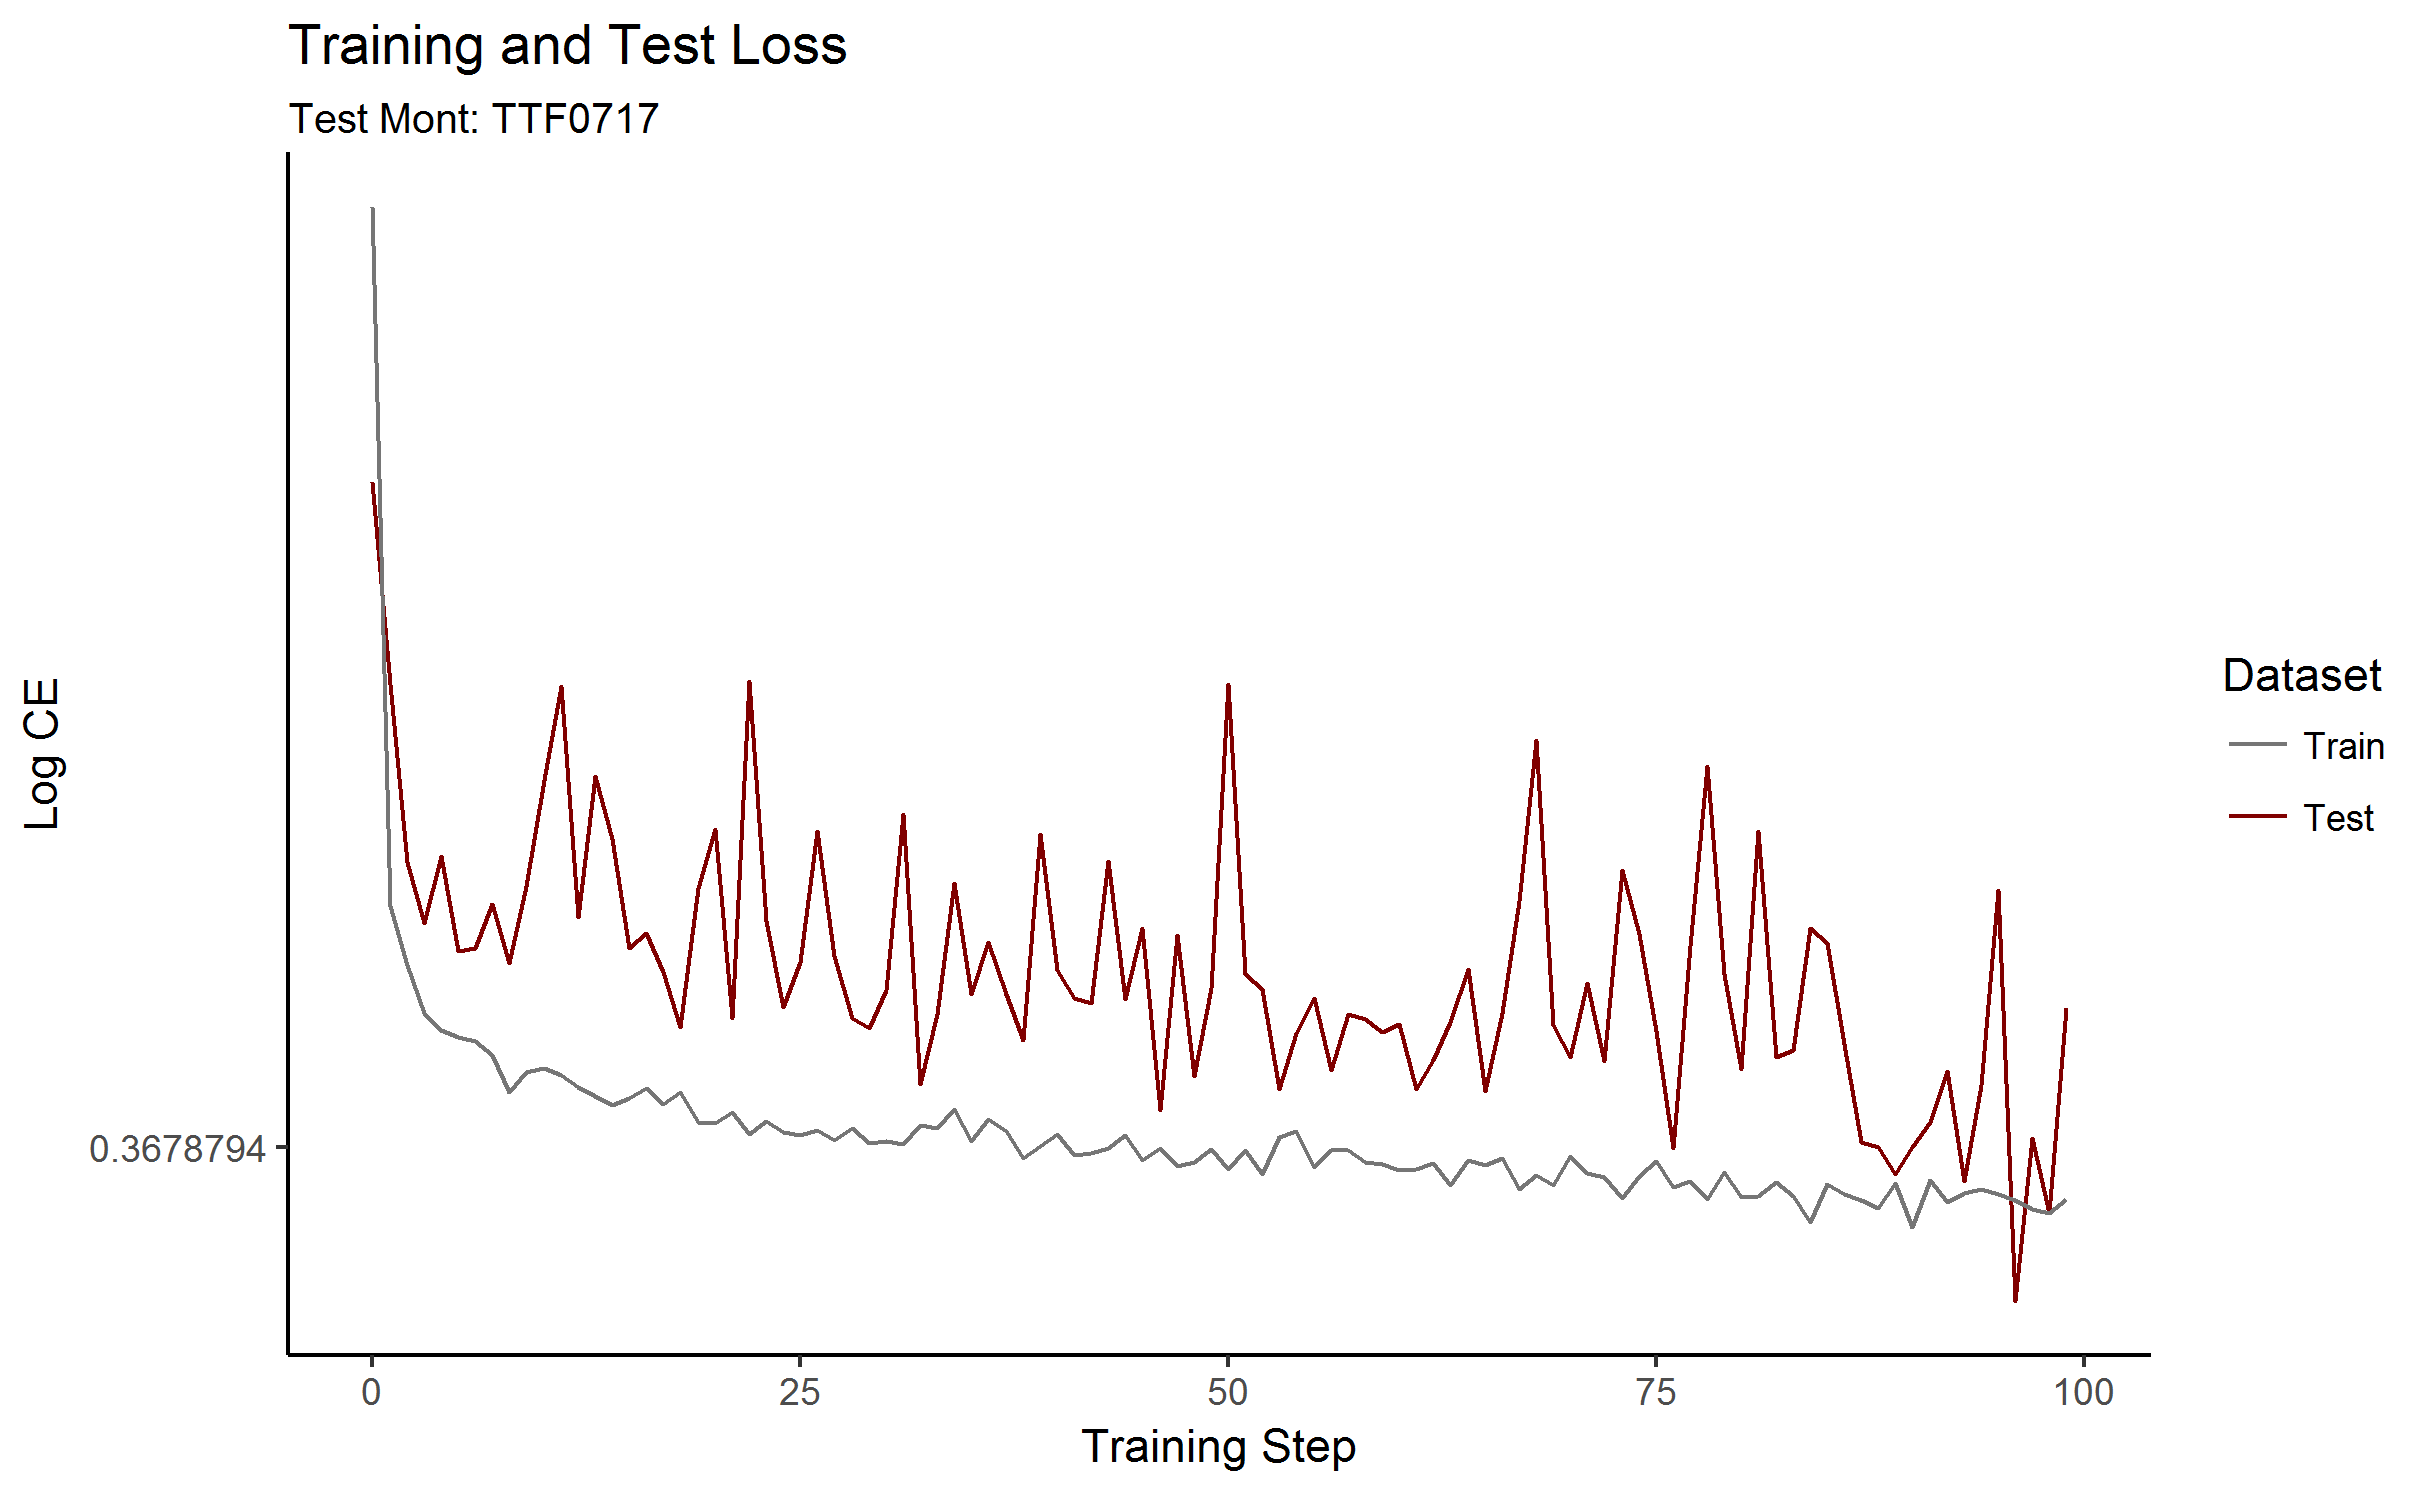 Training and Test Loss
Test Mont: TTF0717
Log CE
0.3678794
0
25
50
75
100
Training Step
Dataset
Train
Test